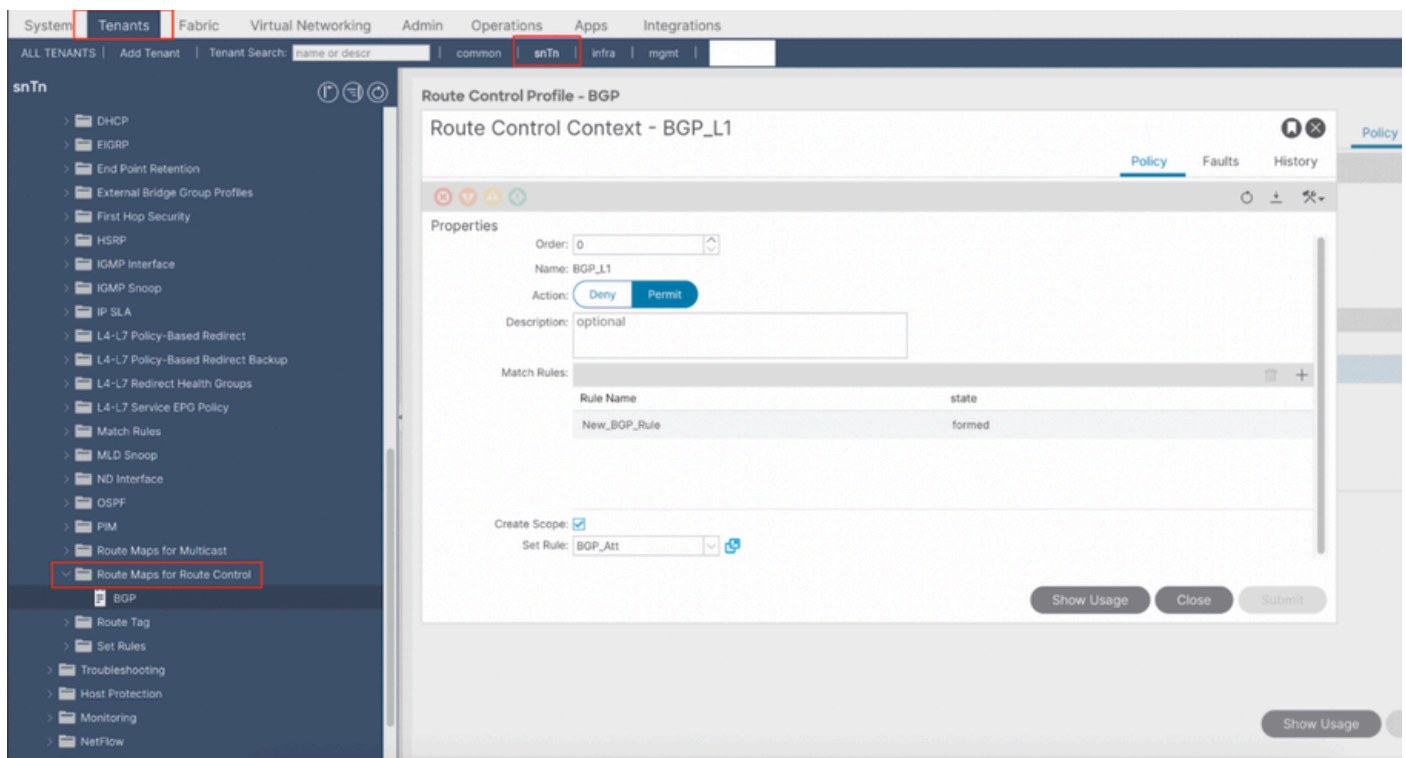 System Tenants Fabric Virtual Networking Admin Operations Apps Integrations
ALL TENANTS | Add Tenant | Tenant Search: name or descr | common | snTn | infra | mgmt |
snTn
DHCP
EIGRP
End Point Retention
External Bridge Group Profiles
First Hop Security
HSRP
IGMP Interface
IGMP Snoop
IP SLA
L4-L7 Policy-Based Redirect
L4-L7 Policy-Based Redirect Backup
L4-L7 Redirect Health Groups
L4-L7 Service EPG Policy
Match Rules
MLD Snoop
ND Interface
OSPF
PIM
Route Maps for Multicast
Route Maps for Route Control
BGP
Route Tag
Set Rules
Troubleshooting
Host Protection
Monitoring
NetFlow
Route Control Profile - BGP
Route Control Context - BGP_L1
Policy
Policy Faults History
Properties
Order: 0
Name: BGP_L1
Action: Deny Permit
Description: optional
Match Rules:
Rule Name state
New_BGP_Rule formed
Create Scope:
Set Rule: BGP_Att
Show Usage Close Submit
Show Usage